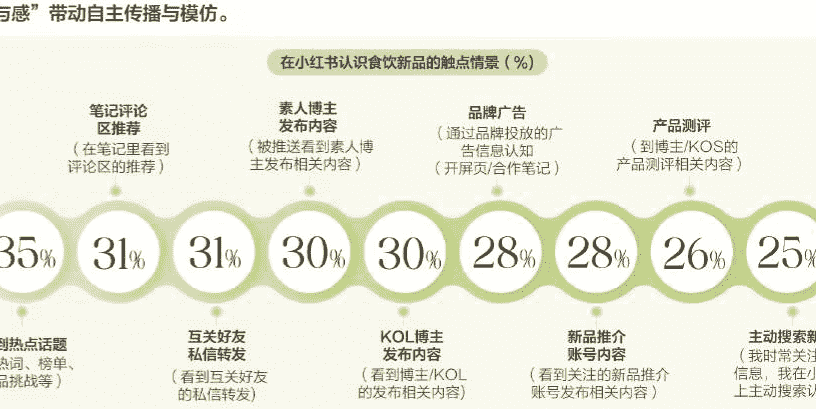 与感”带动自主传播与模仿。
在小红书认识食饮新品的触点情景（%）
笔记评论
区推荐
（在笔记里看到
评论区的推荐）
素人博主
发布内容
（被推送看到素人博
主发布相关内容）
品牌广告
（通过品牌投放的广
告信息认知
（开屏页/合作笔记）
产品测评
（到博主/KOS的
产品测评相关内容）
35%
31%
31%
30%
30%
28%
28%
26%
25%
到热点话题
热词、榜单、
品挑战等）
互关好友
私信转发
（看到互关好友
的私信转发）
KOL博主
发布内容
（看到博主/KOL
的发布相关内容）
新品推介
账号内容
（看到关注的新品推介
账号发布相关内容）
主动搜索新
（我时常关注
信息，我在小
上主动搜索认